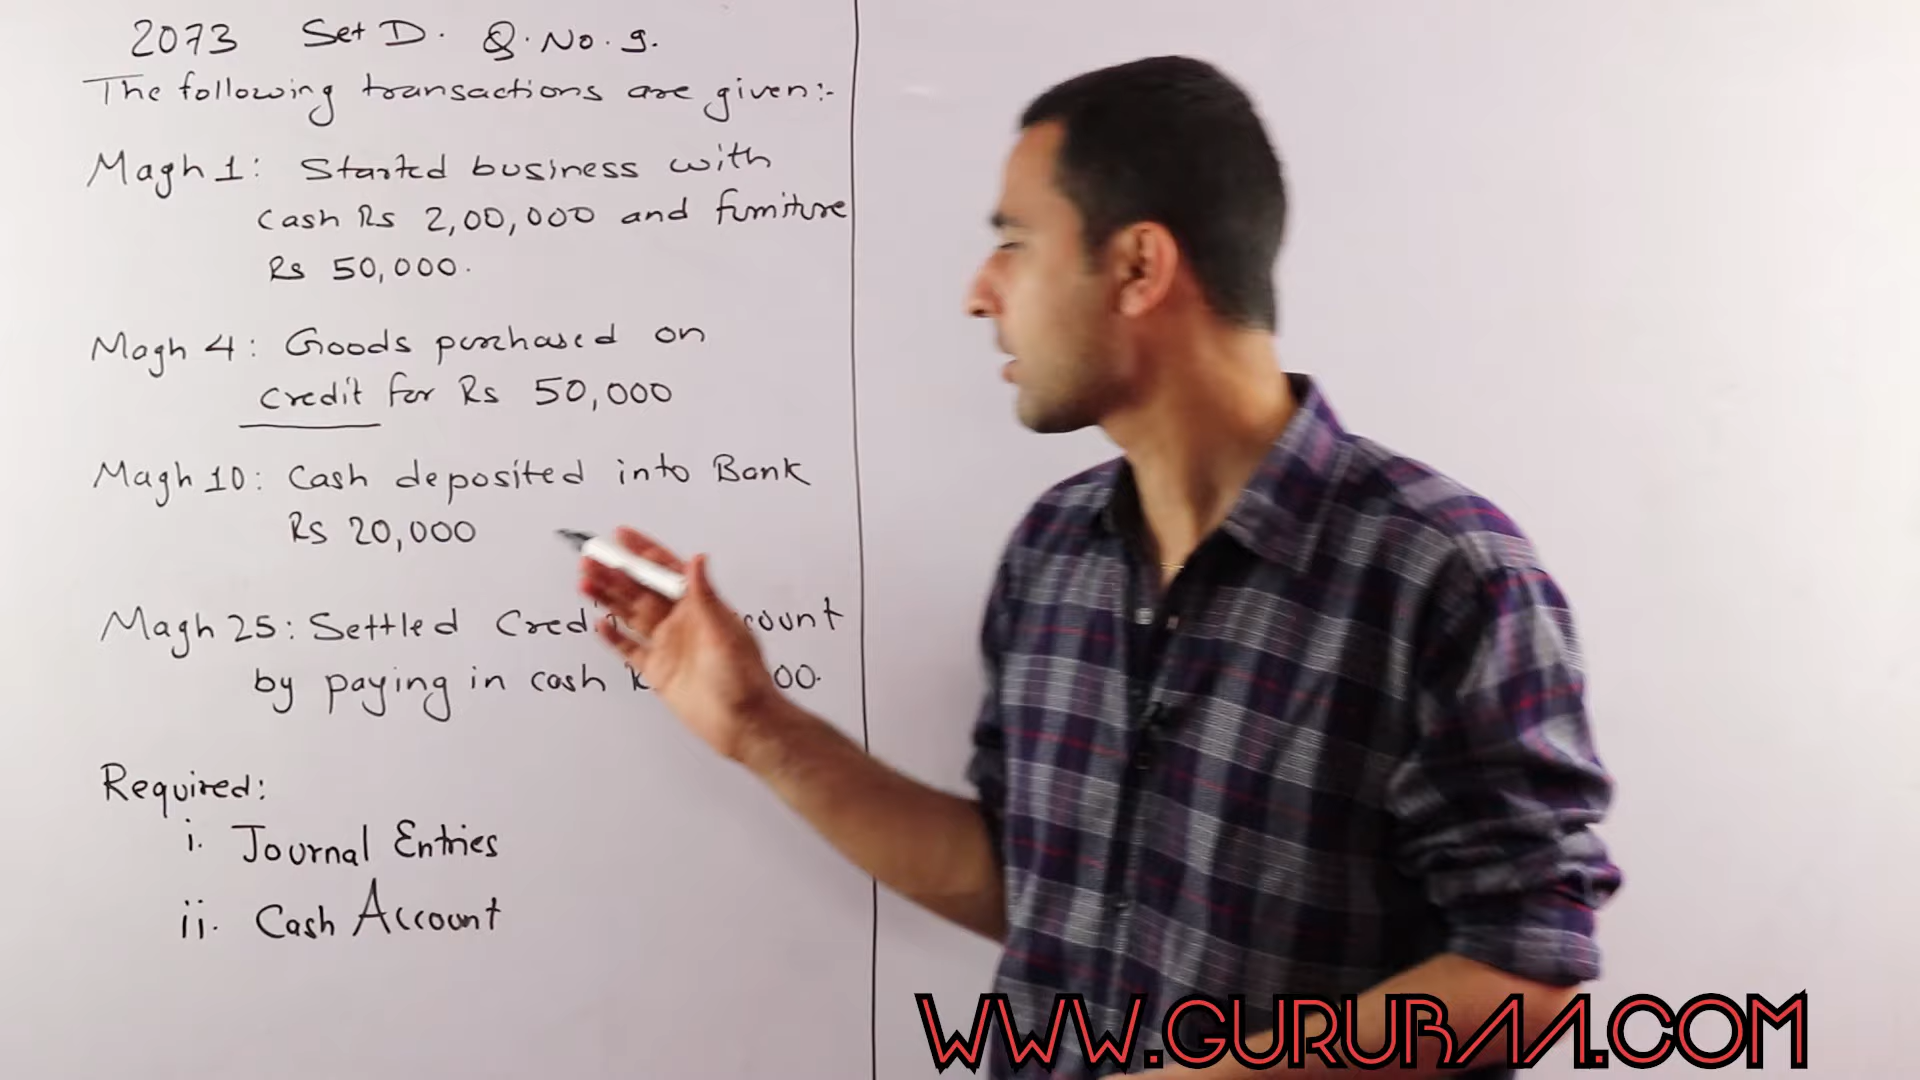 2073 Set D. Q. No. 9.
The following transactions are given:-
Magh 1: Started business with
cash Rs 2,00,000 and furniture
Rs 50,000.
Magh 4: Goods purchased on
credit for Rs 50,000
Magh 10: Cash deposited into Bank
Rs 20,000
Magh 25: Settled
by paying in cash
Required:
i. Journal Entries
ii. Cash Account
WWW.GURUBAA.COM